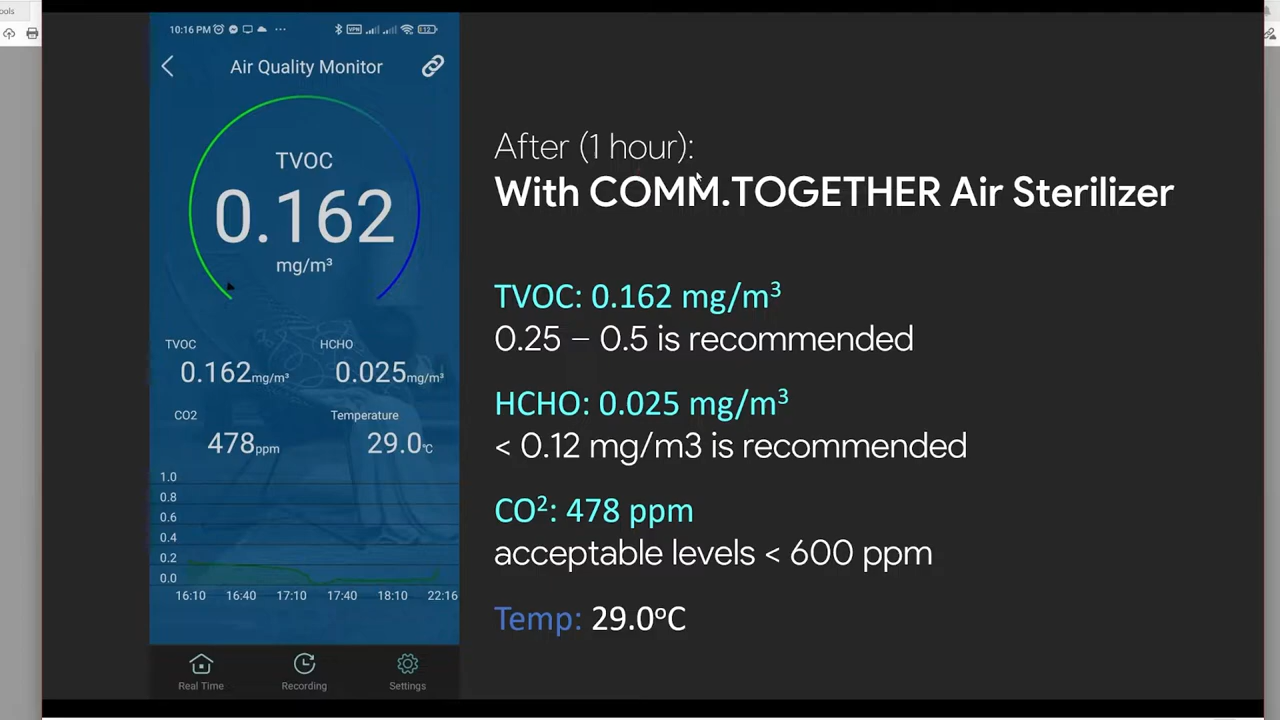 ools
10:16 PM
VPN
12
Air Quality Monitor
TVOC
0.162
mg/m³
TVOC
0.162mg/m³
HCHO
0.025mg/m³
CO2
478ppm
Temperature
29.0℃
1.0
0.8
0.6
0.4
0.2
0.0
16:10 16:40 17:10 17:40 18:10 22:16
Real Time
Recording
Settings
After (1 hour):
With COMM.TOGETHER Air Sterilizer
TVOC: 0.162 mg/m³
0.25 – 0.5 is recommended
HCHO: 0.025 mg/m³
< 0.12 mg/m3 is recommended
CO²: 478 ppm
acceptable levels < 600 ppm
Temp: 29.0ºC